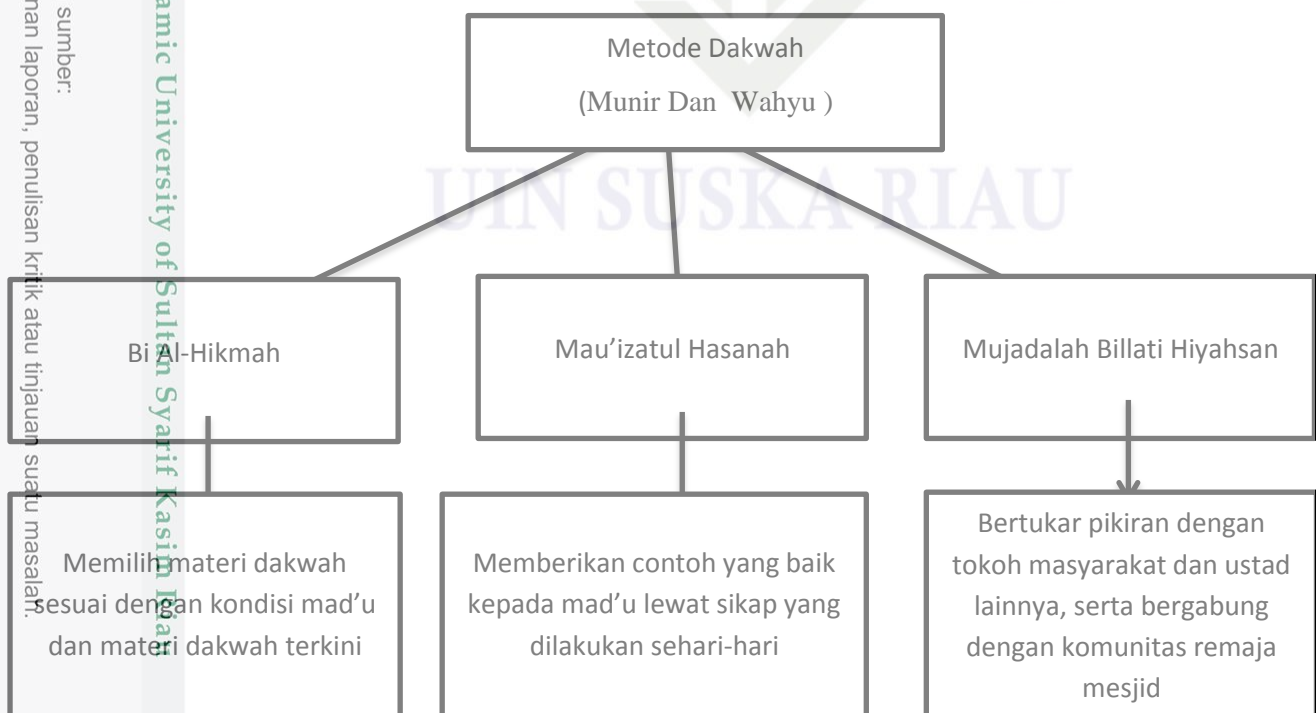 Metode Dakwah
(Munir Dan Wahyu )
UIN SUSKA RIAU
Bi Al-Hikmah
Mau’izatul Hasanah
Mujadalah Billati Hiyahsan
Memilih materi dakwah
sesuai dengan kondisi mad’u
dan materi dakwah terkini
Memberikan contoh yang baik
kepada mad’u lewat sikap yang
dilakukan sehari-hari
Bertukar pikiran dengan
tokoh masyarakat dan ustad
lainnya, serta bergabung
dengan komunitas remaja
mesjid
sumber:
laporan, penulisan kritik atau tinjauan suatu masalah.
University of Sultan Syarif Kasim Riau